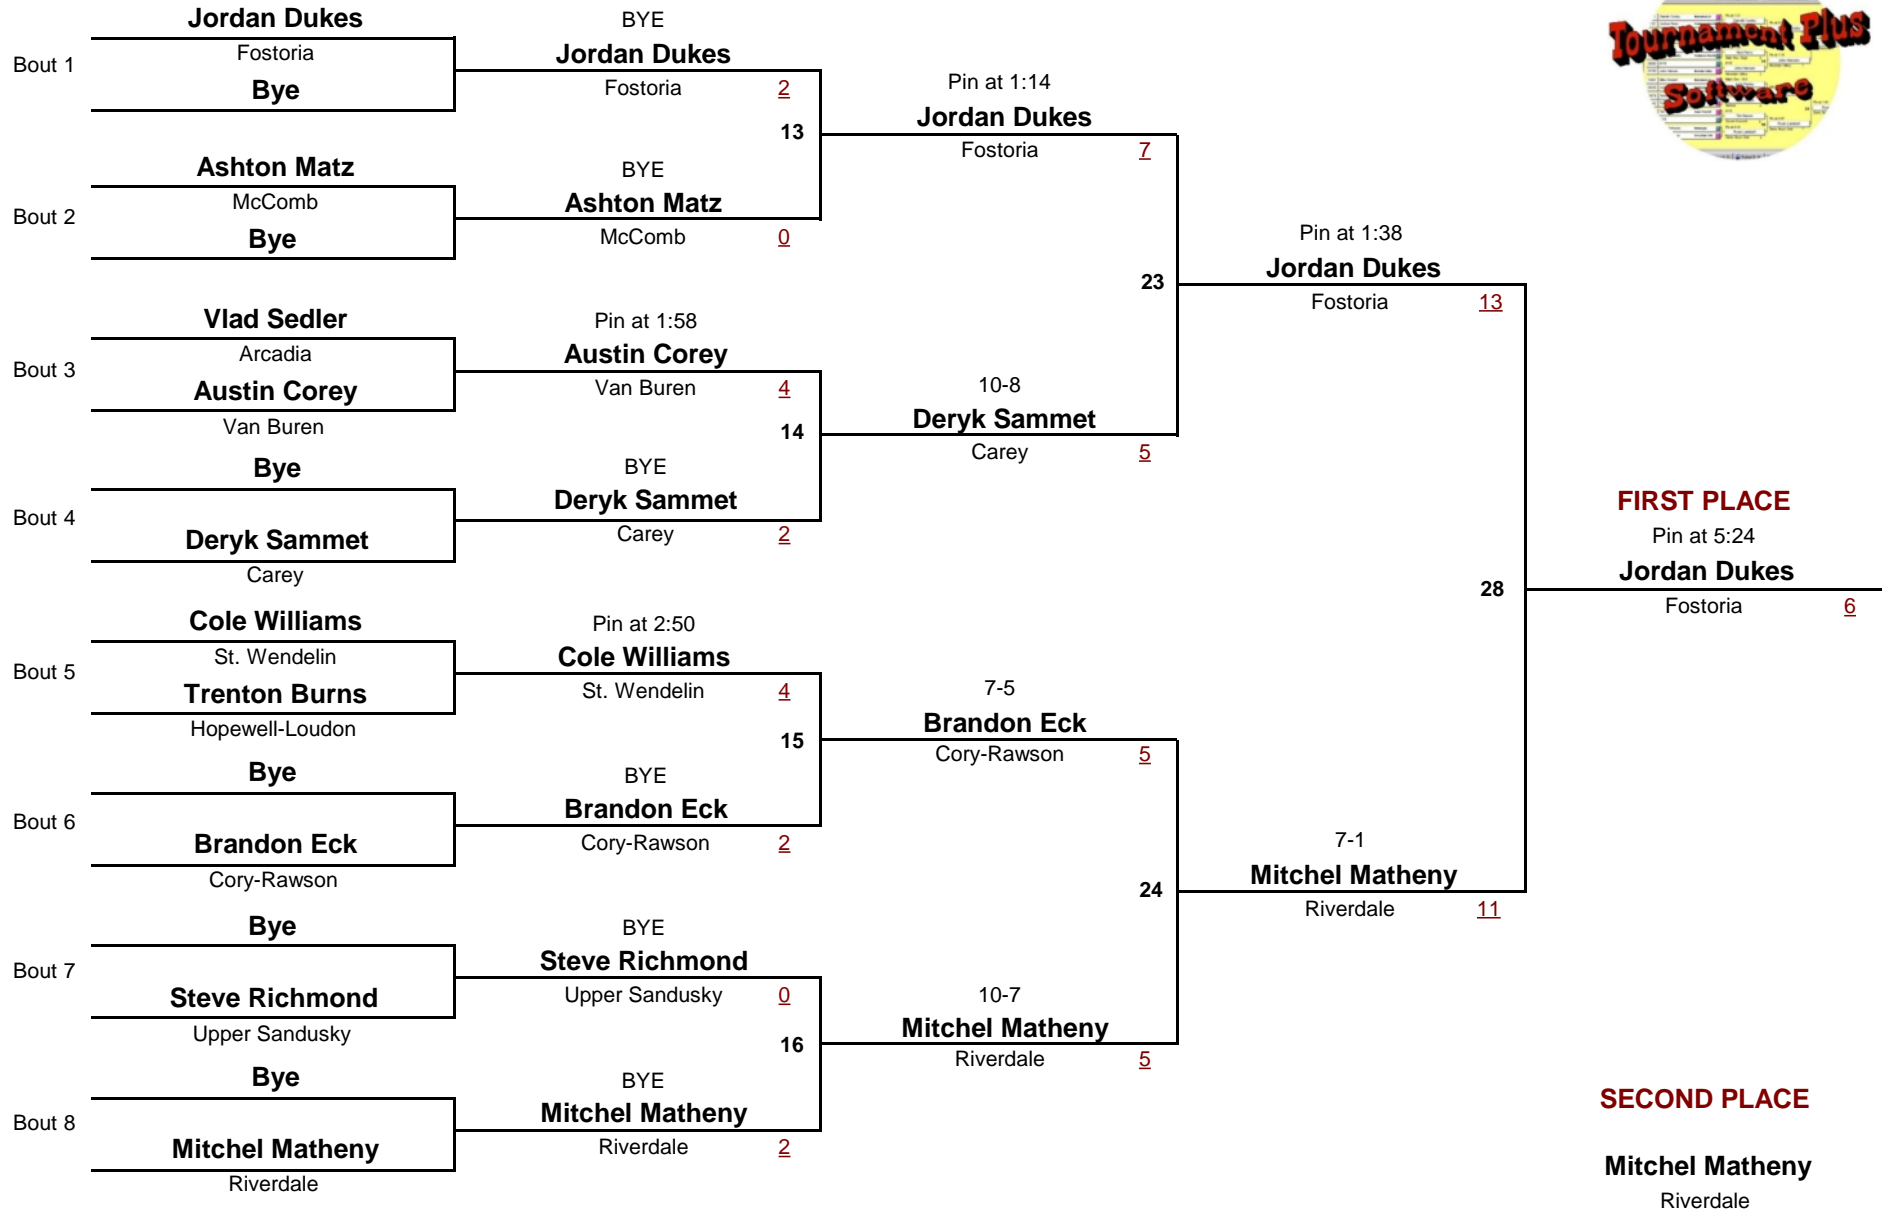 Jordan Dukes
Bout 1
Fostoria
Bye
Ashton Matz
Bout 2
McComb
Bye
Vlad Sedler
Bout 3
Arcadia
Austin Corey
Van Buren
Bye
Bout 4
Deryk Sammet
Carey
Cole Williams
Bout 5
St. Wendelin
Trenton Burns
Hopewell-Loudon
Bye
Bout 6
Brandon Eck
Cory-Rawson
Bye
Bout 7
Steve Richmond
Upper Sandusky
Bye
Bout 8
Mitchel Matheny
Riverdale
BYE
Jordan Dukes
Fostoria 2
13
BYE
Ashton Matz
McComb 0
Pin at 1:58
Austin Corey
Van Buren 4
14
BYE
Deryk Sammet
Carey 2
Pin at 2:50
Cole Williams
St. Wendelin 4
15
BYE
Brandon Eck
Cory-Rawson 2
BYE
Steve Richmond
Upper Sandusky 0
16
BYE
Mitchel Matheny
Riverdale 2
Pin at 1:14
Jordan Dukes
Fostoria 7
23
10-8
Deryk Sammet
Carey 5
7-5
Brandon Eck
Cory-Rawson 5
24
10-7
Mitchel Matheny
Riverdale 5
Pin at 1:38
Jordan Dukes
Fostoria 13
28
7-1
Mitchel Matheny
Riverdale 11
Tournament Plus
Software
FIRST PLACE
Pin at 5:24
Jordan Dukes
Fostoria 6
SECOND PLACE
Mitchel Matheny
Riverdale